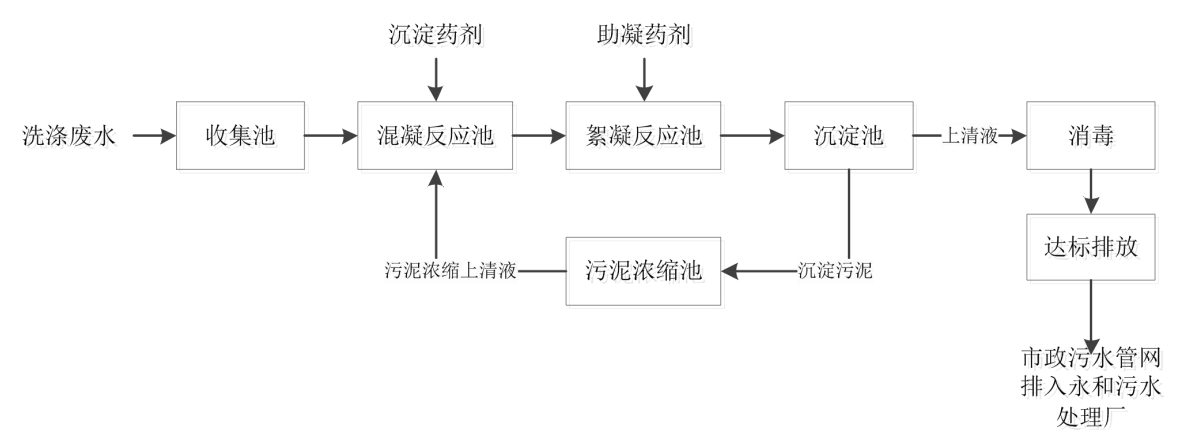 沉淀药剂
助凝药剂
洗涤废水
收集池
混凝反应池
絮凝反应池
沉淀池
上清液
消毒
达标排放
污泥浓缩上清液
污泥浓缩池
沉淀污泥
市政污水管网
排入永和污水
处理厂